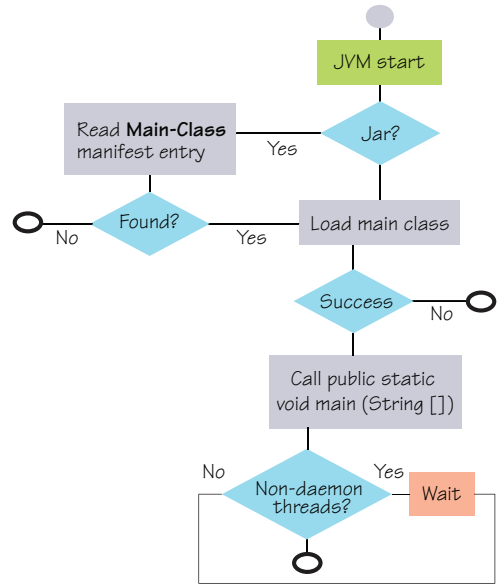 JVM start
Read Main-Class
manifest entry
Yes
Jar?
No
Found?
Yes
Load main class
Success
No
Call public static
void main (String [])
No
Non-daemon
threads?
Yes
Wait